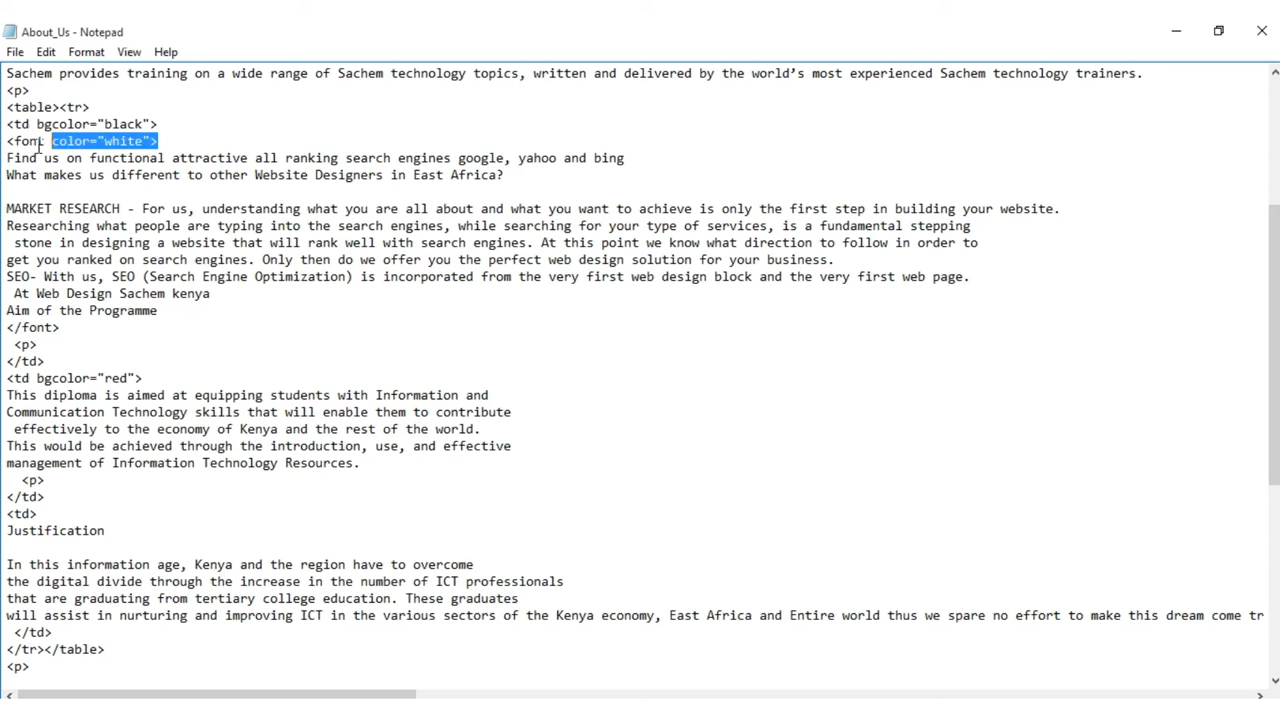 About_Us - Notepad
File Edit Format View Help
Sachem provides training on a wide range of Sachem technology topics, written and delivered by the world’s most experienced Sachem technology trainers.
<p>
<table><tr>
<td bgcolor="black">
<font color="white">
Find us on functional attractive all ranking search engines google, yahoo and bing
What makes us different to other Website Designers in East Africa?
MARKET RESEARCH - For us, understanding what you are all about and what you want to achieve is only the first step in building your website.
Researching what people are typing into the search engines, while searching for your type of services, is a fundamental stepping
stone in designing a website that will rank well with search engines. At this point we know what direction to follow in order to
get you ranked on search engines. Only then do we offer you the perfect web design solution for your business.
SEO- With us, SEO (Search Engine Optimization) is incorporated from the very first web design block and the very first web page.
At Web Design Sachem kenya
Aim of the Programme
</font>
<p>
</td>
<td bgcolor="red">
This diploma is aimed at equipping students with Information and
Communication Technology skills that will enable them to contribute
effectively to the economy of Kenya and the rest of the world.
This would be achieved through the introduction, use, and effective
management of Information Technology Resources.
<p>
</td>
<td>
Justification
In this information age, Kenya and the region have to overcome
the digital divide through the increase in the number of ICT professionals
that are graduating from tertiary college education. These graduates
will assist in nurturing and improving ICT in the various sectors of the Kenya economy, East Africa and Entire world thus we spare no effort to make this dream come tr
</td>
</tr></table>
<p>